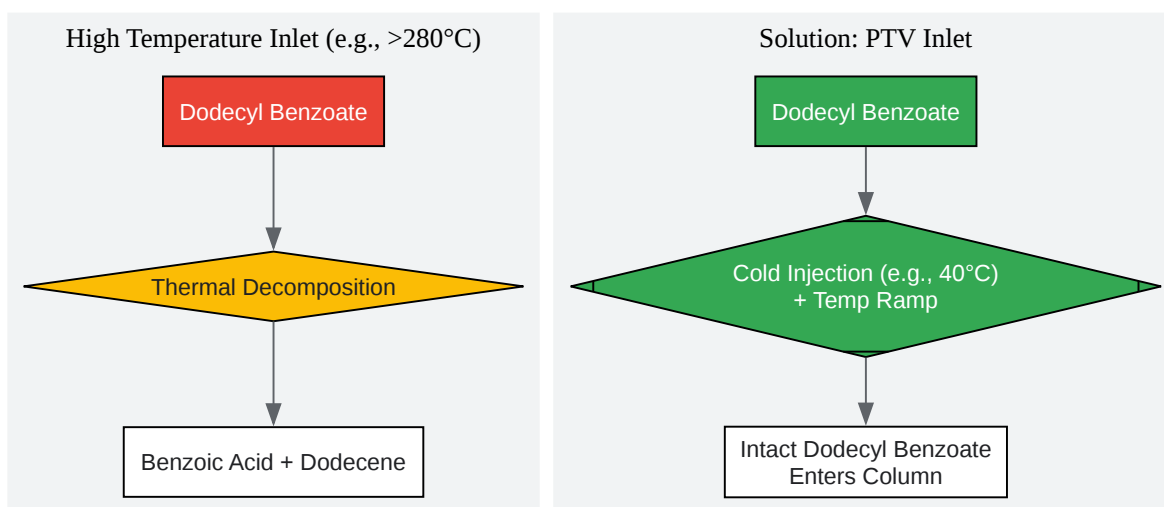 High Temperature Inlet (e.g., >280°C)
Dodecyl Benzoate
Thermal Decomposition
Benzoic Acid + Dodecene
Solution: PTV Inlet
Dodecyl Benzoate
Cold Injection (e.g., 40°C)
+ Temp Ramp
Intact Dodecyl Benzoate
Enters Column